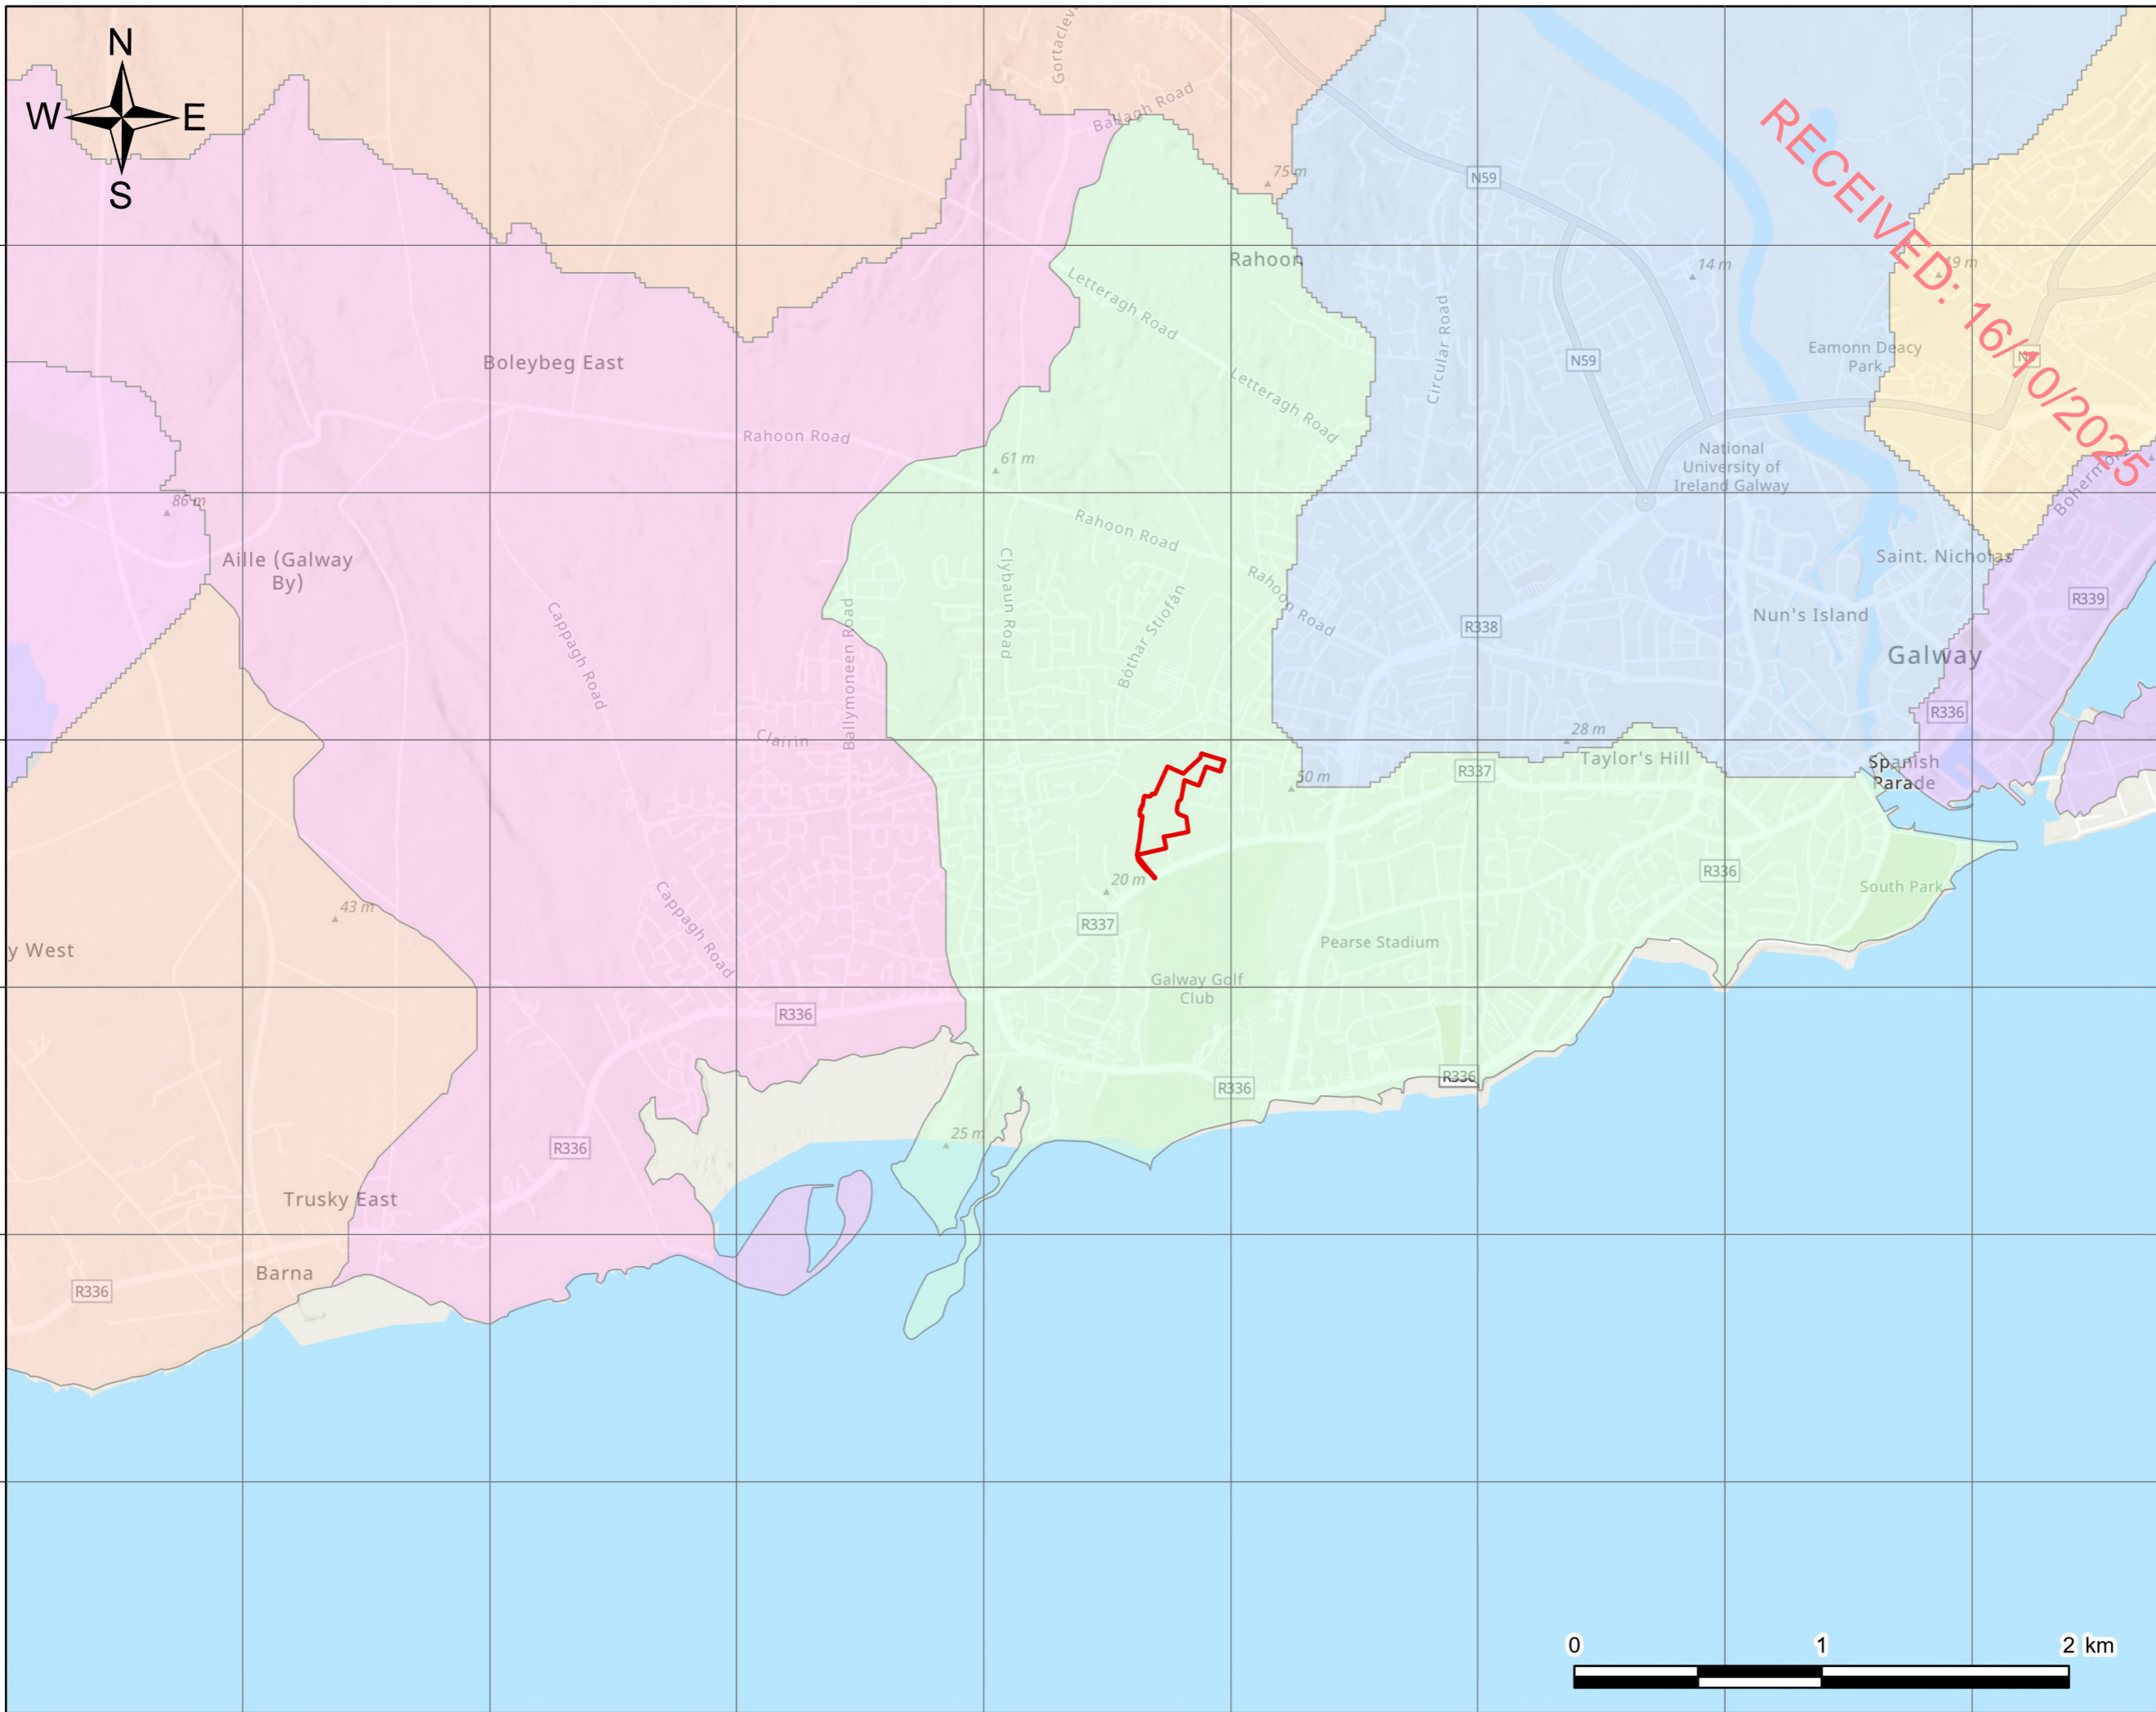 N
W E
S
Gortaclev
Ballagh Road
75 m
N59
RECEIVED: 16/10/2025
Rahoon
14 m
19 m
Letteragh Road
Circular Road
Eamonn Deacy
Park
N59
Boleybeg East
Letteragh Road
Rahoon Road
61 m
National
University of
Ireland Galway
86 m
Rahoon Road
Aille (Galway
By)
Clybaun Road
Bóthar Stiofán
Rahoon Road
Saint. Nicholas
R339
Cappagh Road
Ballymoneen Road
R338
Nun's Island
Galway
R336
Clairin
28 m
Taylor's Hill
Spanish
Parade
50 m
R337
20 m
R336
South Park
43 m
Cappagh Road
R337
Pearse Stadium
y West
Galway Golf
Club
R336
R336
R336
25 m
R336
Trusky East
Barna
R336
0 1 2 km